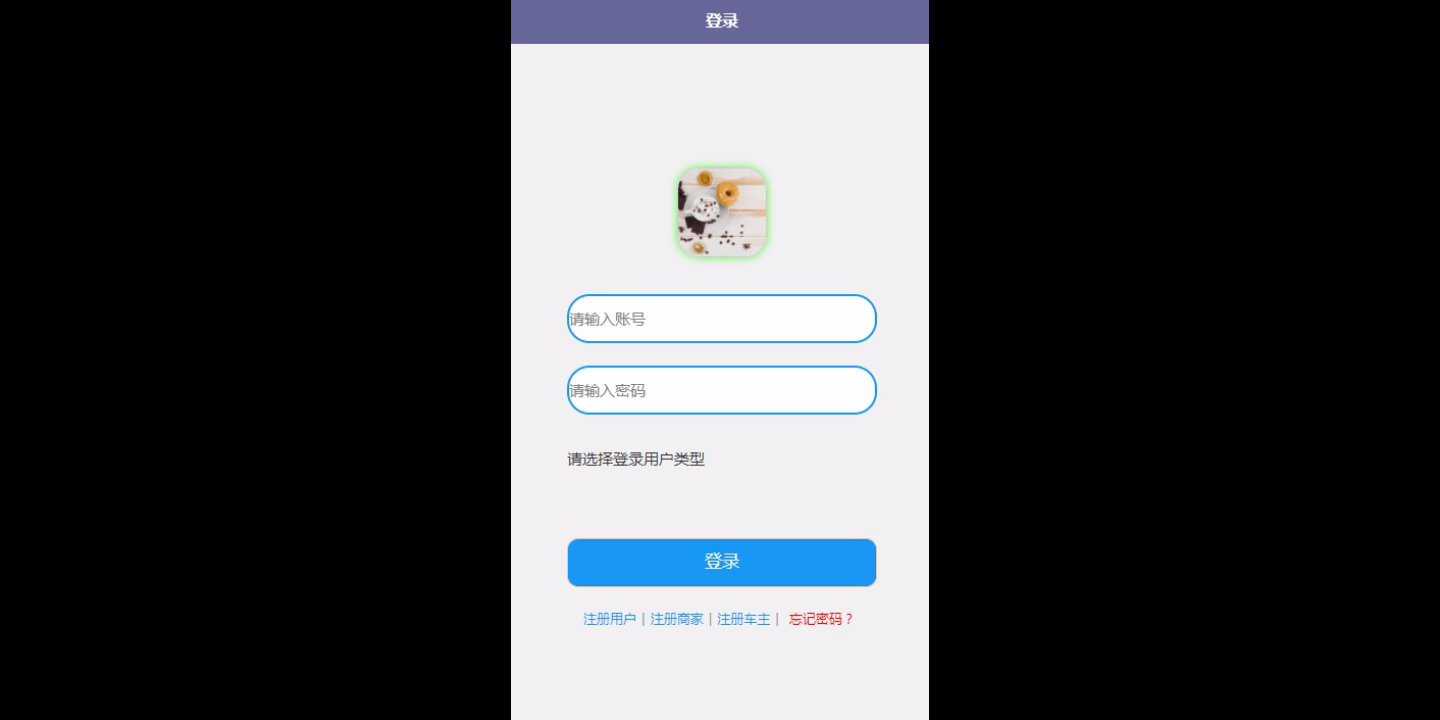 登录
请输入账号
请输入密码
请选择登录用户类型
登录
注册用户 | 注册商家 | 注册车主 | 忘记密码？